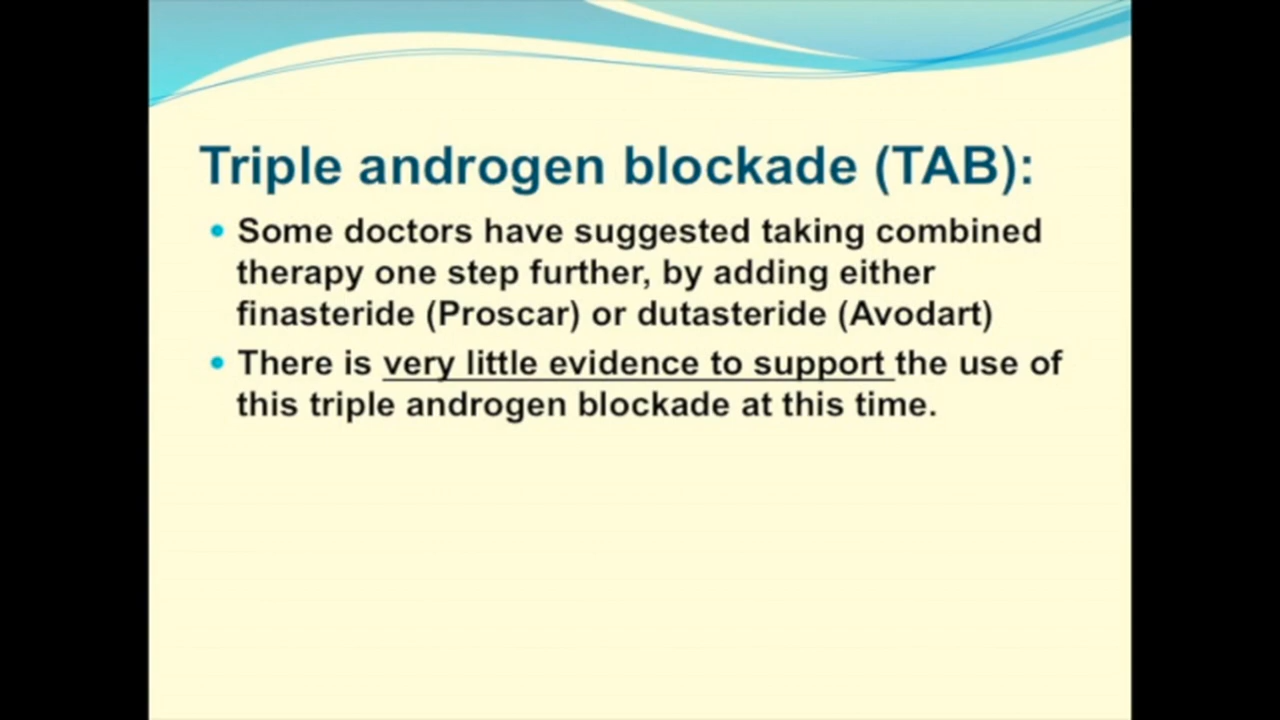 Triple androgen blockade (TAB):
• Some doctors have suggested taking combined
therapy one step further, by adding either
finasteride (Proscar) or dutasteride (Avodart)
• There is very little evidence to support the use of
this triple androgen blockade at this time.